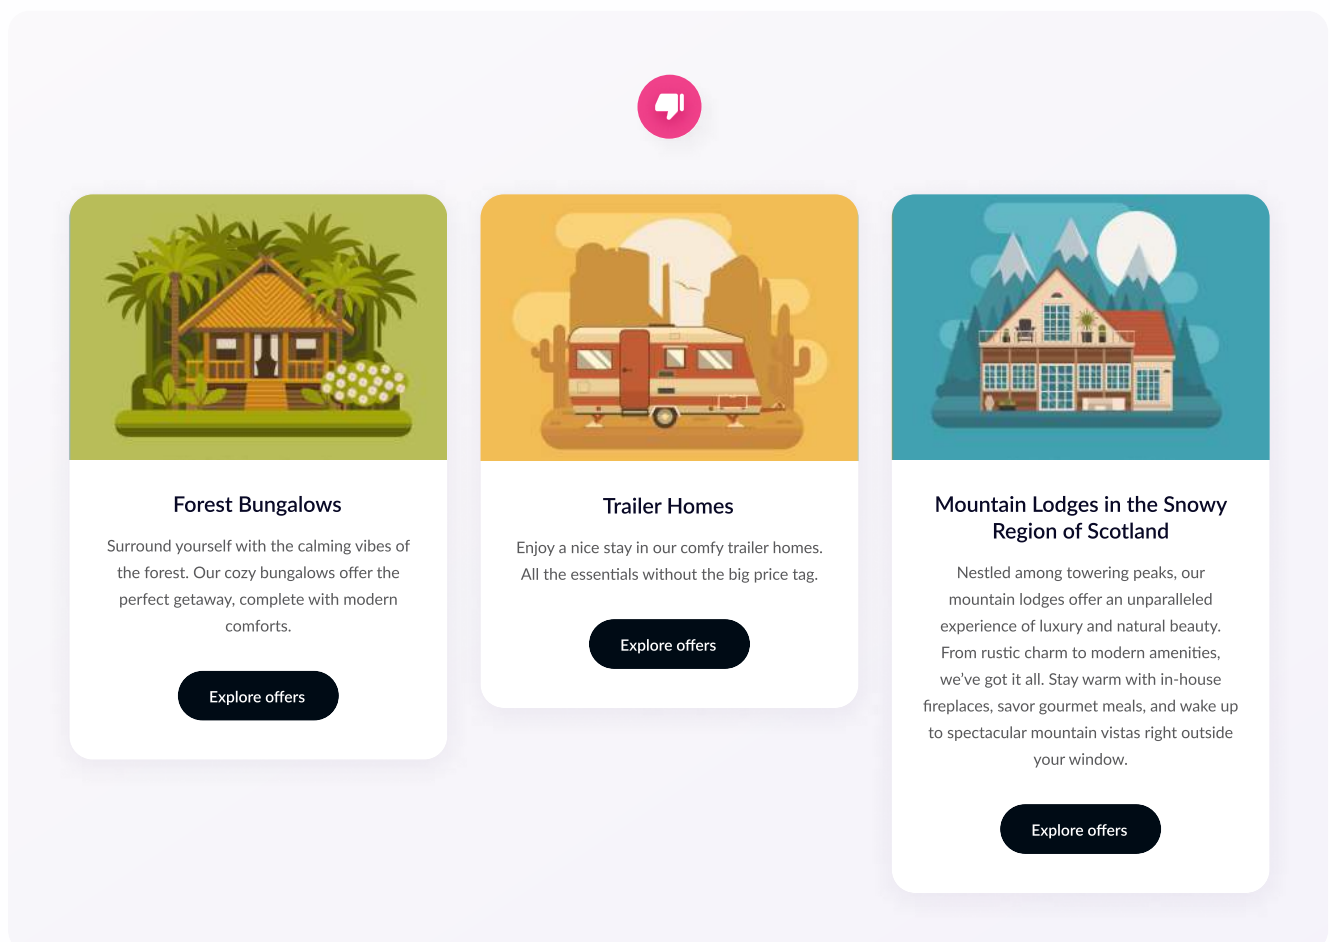 Forest Bungalows
Surround yourself with the calming vibes of
the forest. Our cozy bungalows offer the
perfect getaway, complete with modern
comforts.
Explore offers
Trailer Homes
Enjoy a nice stay in our comfy trailer homes.
All the essentials without the big price tag.
Explore offers
Mountain Lodges in the Snowy
Region of Scotland
Nestled among towering peaks, our
mountain lodges offer an unparalleled
experience of luxury and natural beauty.
From rustic charm to modern amenities,
we’ve got it all. Stay warm with in-house
fireplaces, savor gourmet meals, and wake up
to spectacular mountain vistas right outside
your window.
Explore offers